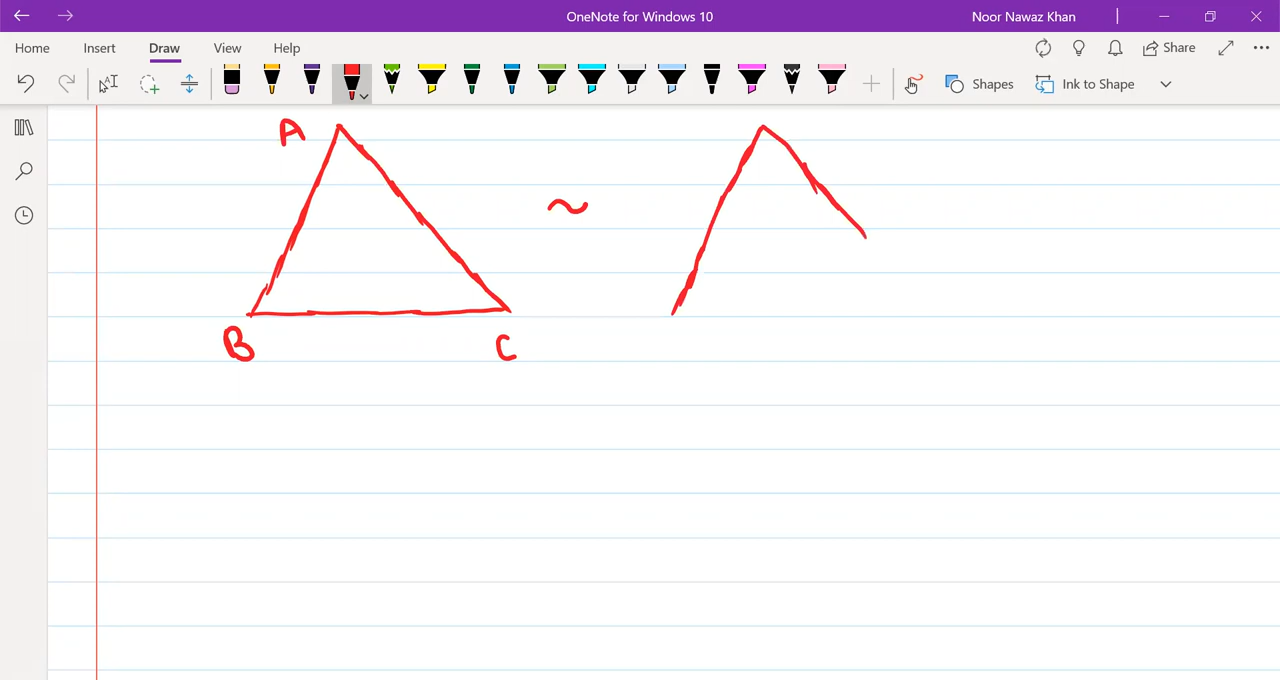 OneNote for Windows 10
Noor Nawaz Khan
Home Insert Draw View Help
Share
Shapes
Ink to Shape
A
~
B
C